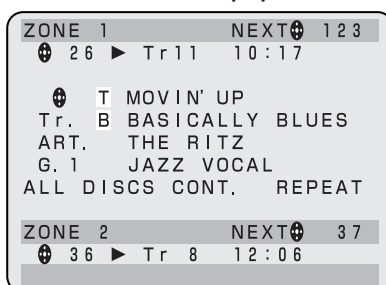 ZONE 1 NEXT 123
26 ► Tr11 10:17
T MOVIN' UP
Tr. B BASICALLY BLUES
ART. THE RITZ
G. 1 JAZZ VOCAL
ALL DISCS CONT. REPEAT
ZONE 2 NEXT 37
36 ► Tr 8 12:06